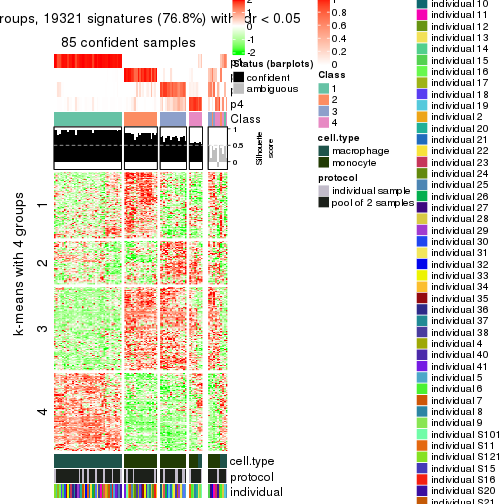 roups, 19321 signatures (76.8%) with fdr < 0.05
85 confident samples
p4
Class
1
0.5
0
Silhouette
score
k-means with 4 groups
1
2
3
4
cell.type
protocol
individual
2
1
0
-1
-2
Status (barplots)
confident
ambiguous
0.8
0.6
0.4
0.2
0
Class
1
2
3
4
cell.type
macrophage
monocyte
protocol
individual sample
pool of 2 samples
individual 10
individual 11
individual 12
individual 13
individual 14
individual 15
individual 16
individual 17
individual 18
individual 19
individual 2
individual 20
individual 21
individual 22
individual 23
individual 24
individual 25
individual 26
individual 27
individual 28
individual 29
individual 30
individual 31
individual 32
individual 33
individual 34
individual 35
individual 36
individual 37
individual 38
individual 4
individual 40
individual 41
individual 5
individual 6
individual 7
individual 8
individual 9
individual S101
individual S11
individual S121
individual S15
individual S16
individual S20
individual S21